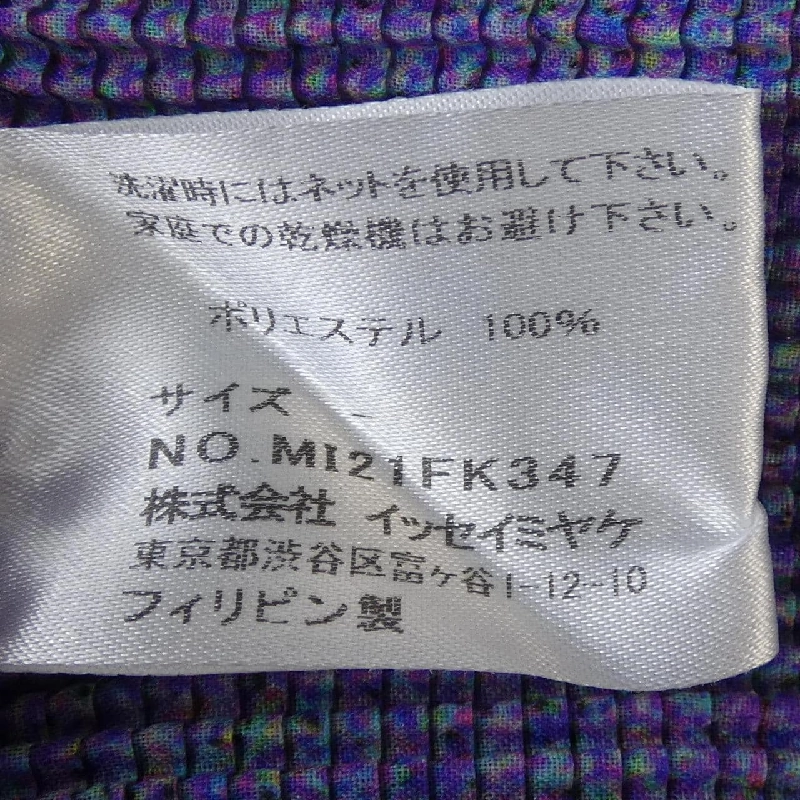 洗濯時にはネットを使用して下さい。
家庭での乾燥機はお避け下さい。
ポリエステル 100%
サイズ -
NO.MI21FK347
株式会社 イッセイミヤケ
東京都渋谷区富ヶ谷1-12-10
フィリピン製